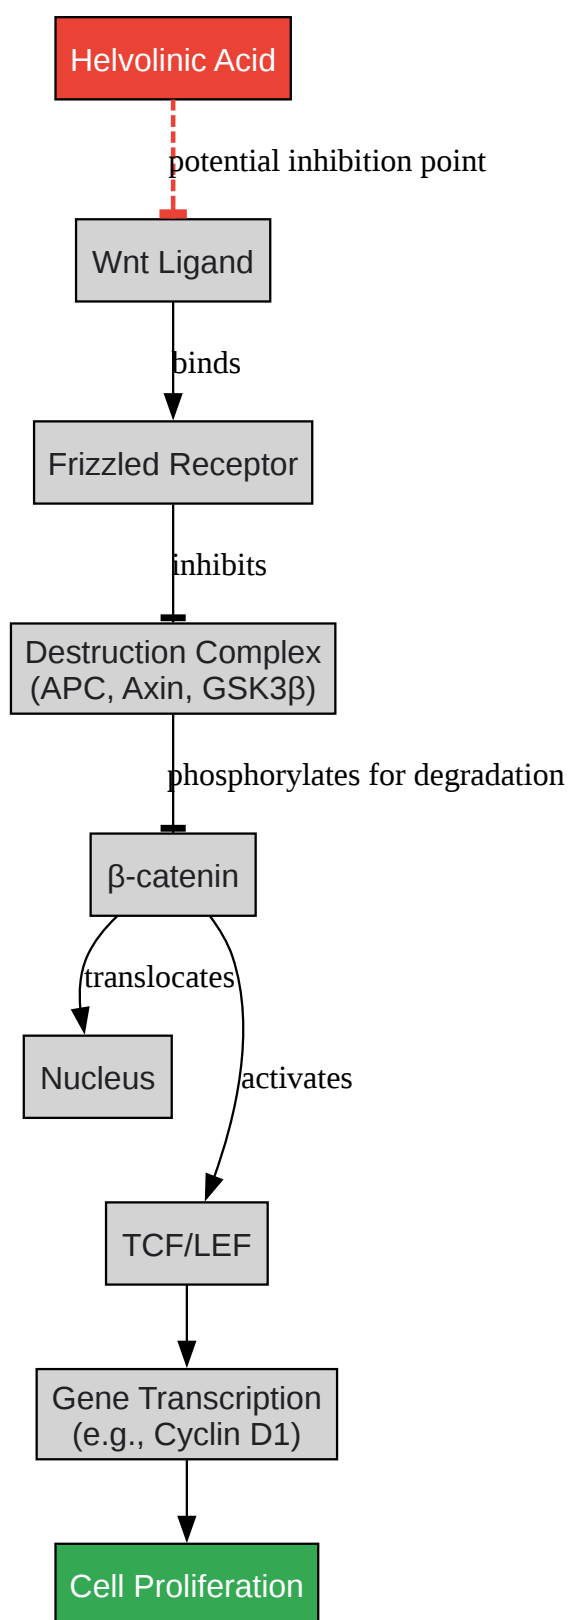 Helvolinic Acid
potential inhibition point
Wnt Ligand
binds
Frizzled Receptor
inhibits
Destruction Complex
(APC, Axin, GSK3β)
phosphorylates for degradation
β-catenin
translocates
Nucleus
activates
TCF/LEF
Gene Transcription
(e.g., Cyclin D1)
Cell Proliferation